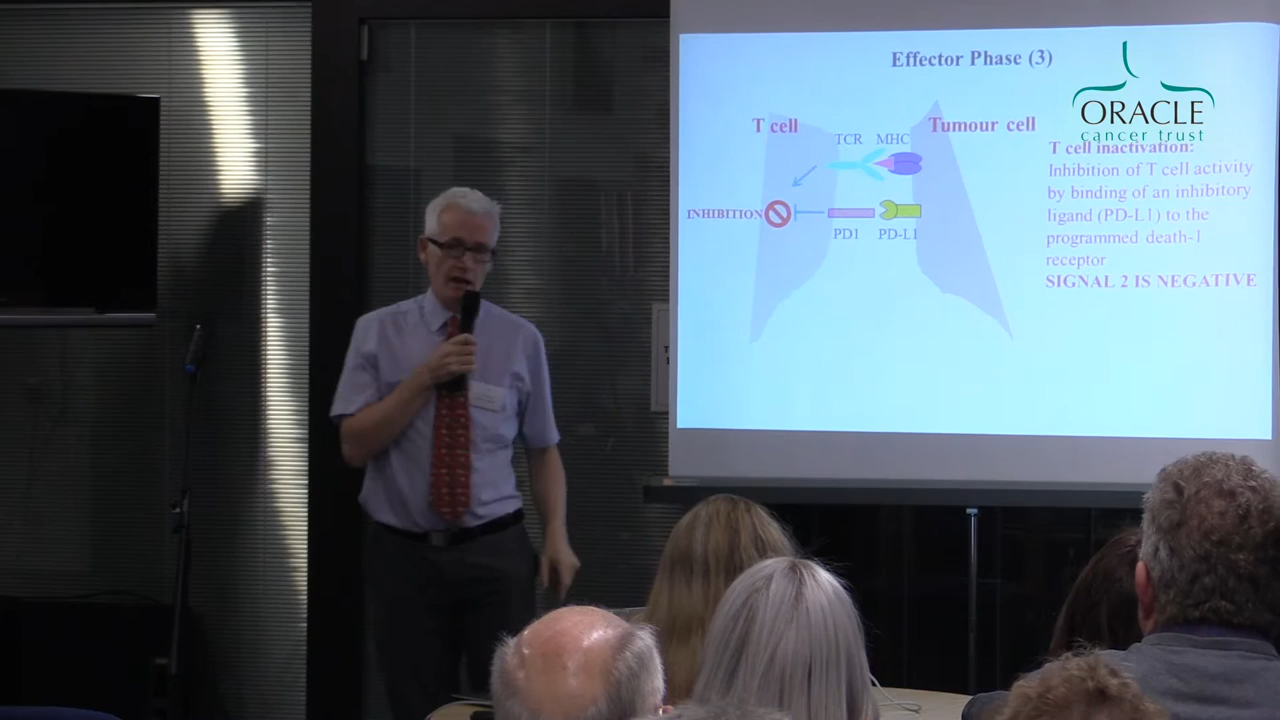 Effector Phase (3)
ORACLE
cancer trust
T cell
Tumour cell
TCR
MHC
INHIBITION
PD1
PD-L1
T cell inactivation:
Inhibition of T cell activity
by binding of an inhibitory
ligand (PD-L1) to the
programmed death-1
receptor
SIGNAL 2 IS NEGATIVE